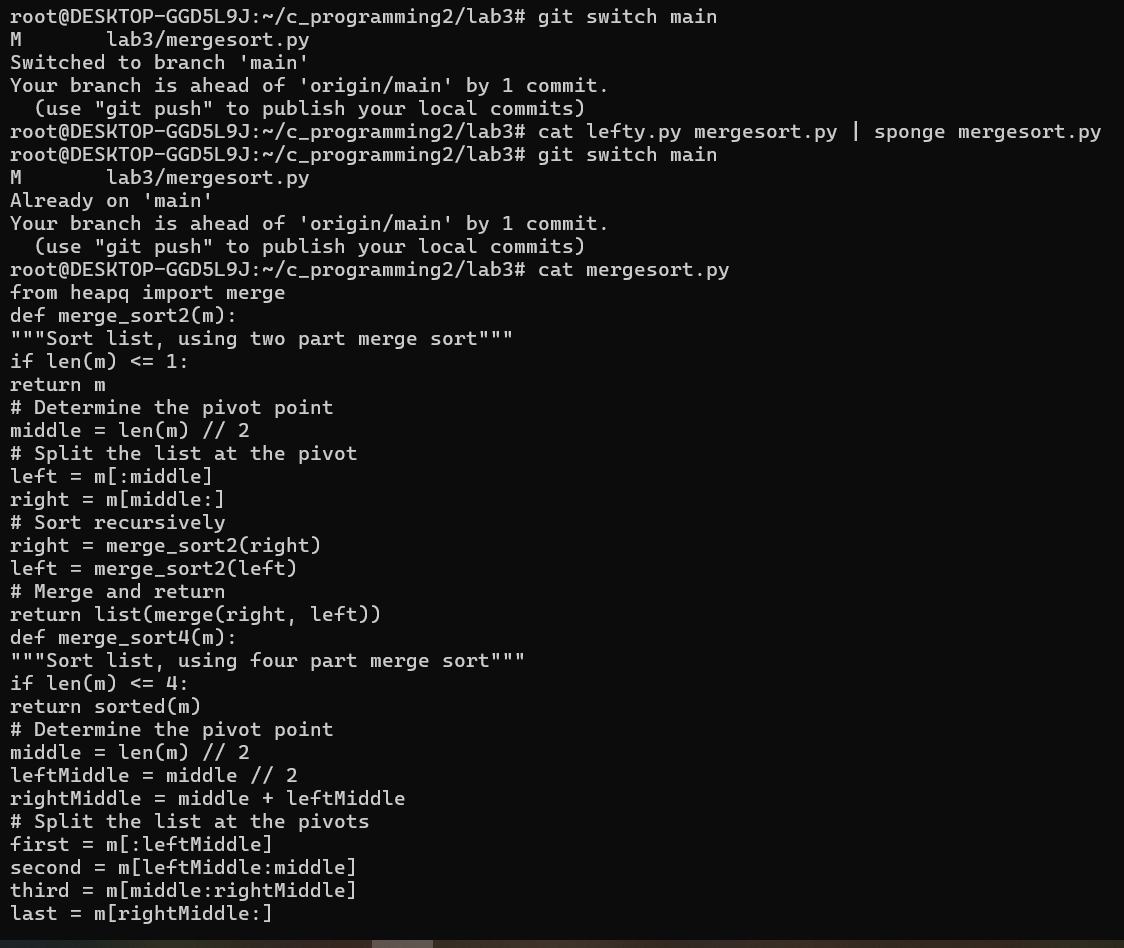 root@DESKTOP-GGD5L9J:~/c_programming2/lab3# git switch main
M       lab3/mergesort.py
Switched to branch 'main'
Your branch is ahead of 'origin/main' by 1 commit.
  (use "git push" to publish your local commits)
root@DESKTOP-GGD5L9J:~/c_programming2/lab3# cat lefty.py mergesort.py | sponge mergesort.py
root@DESKTOP-GGD5L9J:~/c_programming2/lab3# git switch main
M       lab3/mergesort.py
Already on 'main'
Your branch is ahead of 'origin/main' by 1 commit.
  (use "git push" to publish your local commits)
root@DESKTOP-GGD5L9J:~/c_programming2/lab3# cat mergesort.py
from heapq import merge
def merge_sort2(m):
"""Sort list, using two part merge sort"""
if len(m) <= 1:
return m
# Determine the pivot point
middle = len(m) // 2
# Split the list at the pivot
left = m[:middle]
right = m[middle:]
# Sort recursively
right = merge_sort2(right)
left = merge_sort2(left)
# Merge and return
return list(merge(right, left))
def merge_sort4(m):
"""Sort list, using four part merge sort"""
if len(m) <= 4:
return sorted(m)
# Determine the pivot point
middle = len(m) // 2
leftMiddle = middle // 2
rightMiddle = middle + leftMiddle
# Split the list at the pivots
first = m[:leftMiddle]
second = m[leftMiddle:middle]
third = m[middle:rightMiddle]
last = m[rightMiddle:]